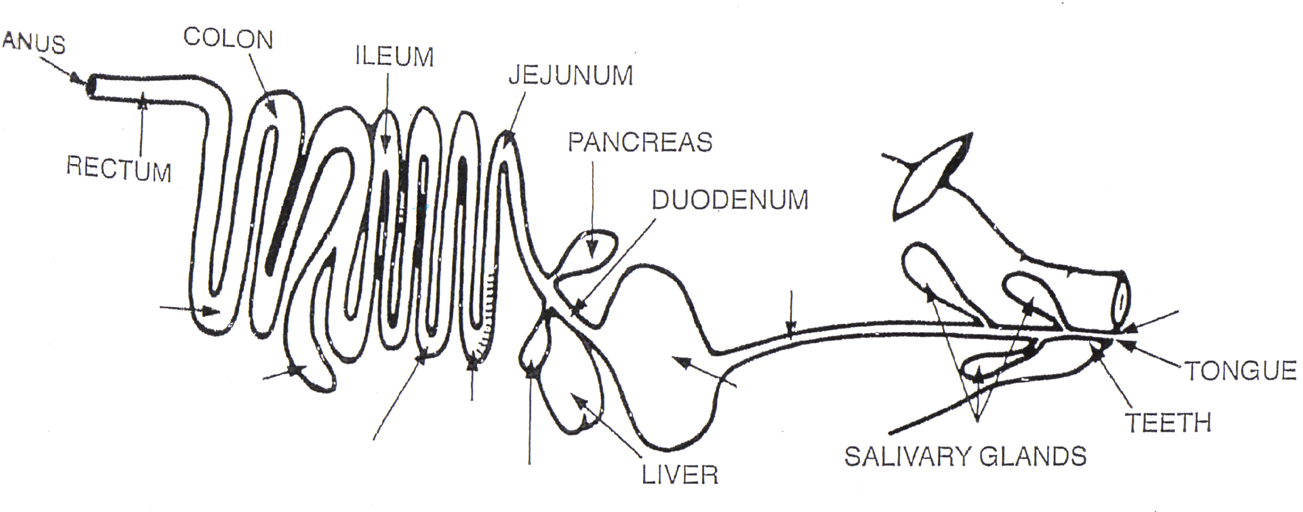 ANUS
COLON
ILEUM
JEJUNUM
PANCREAS
DUODENUM
RECTUM
TONGUE
TEETH
SALIVARY GLANDS
LIVER